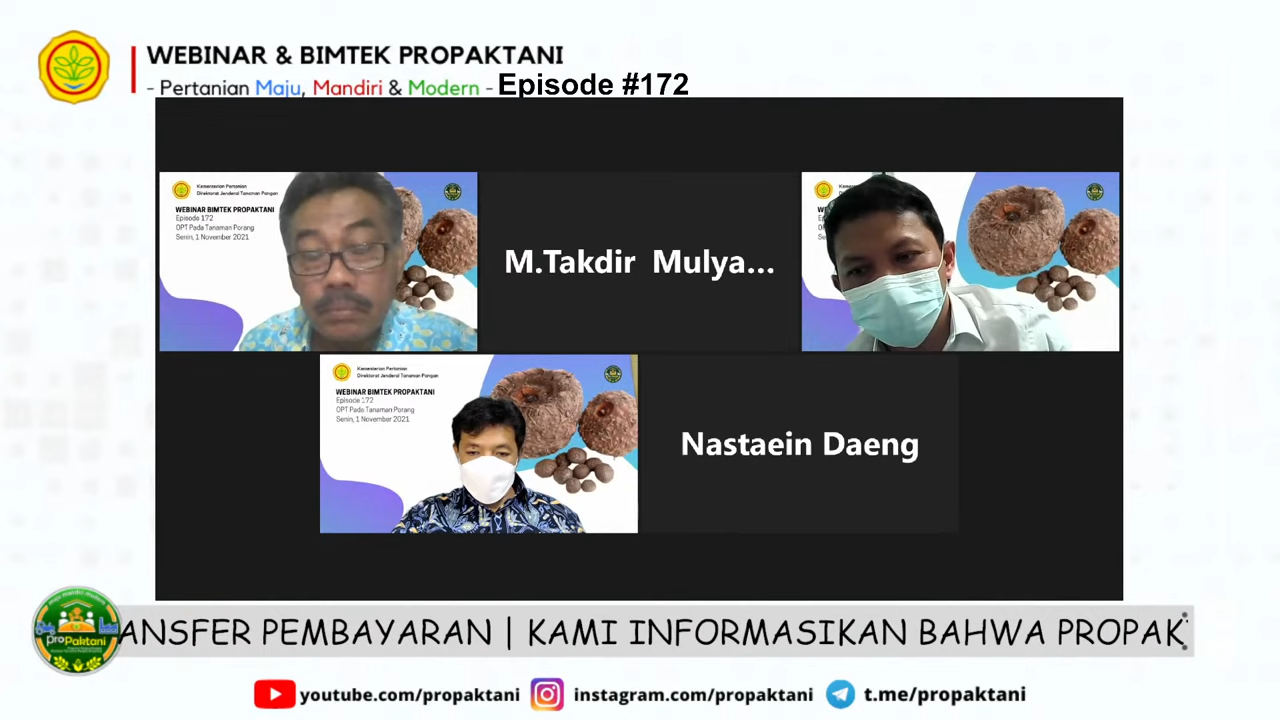 WEBINAR & BIMTEK PROPAKTANI
- Pertanian Maju, Mandiri & Modern - Episode #172
Kementerian Pertanian
Direktorat Jenderal Tanaman Pangan
WEBINAR BIMTEK PROPAKTANI
Episode 172
OPT Pada Tanaman Porang
Senin, 1 November 2021
M.Takdir Mulya...
Kementerian Pertanian
Direktorat Jenderal Tanaman Pangan
WEBINAR BIMTEK PROPAKTANI
Episode 172
OPT Pada Tanaman Porang
Senin, 1 November 2021
Nastaein Daeng
maju mandiri modern
proPaktani
ANSFER PEMBAYARAN | KAMI INFORMASIKAN BAHWA PROPAK
youtube.com/propaktani
instagram.com/propaktani
t.me/propaktani